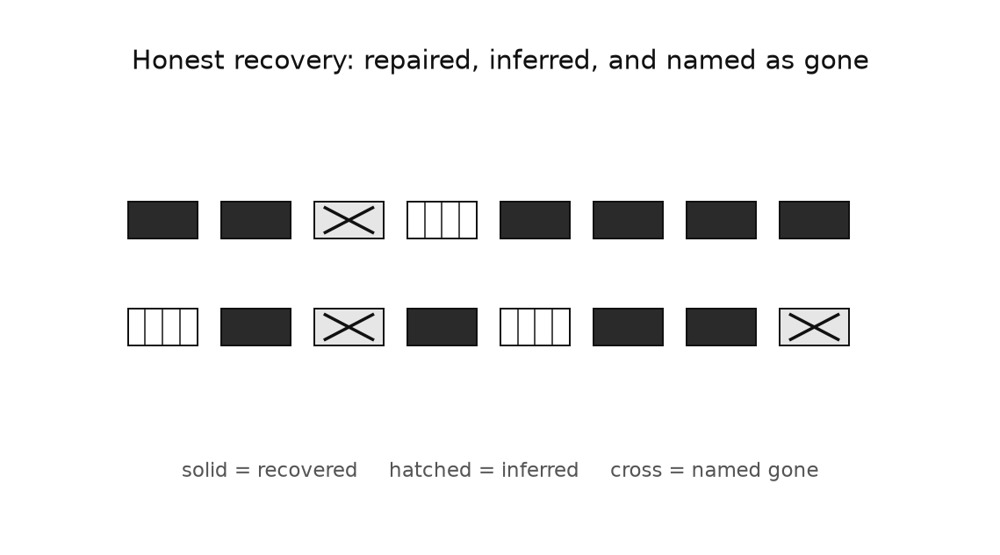 Honest recovery: repaired, inferred, and named as gone
solid = recovered     hatched = inferred     cross = named gone